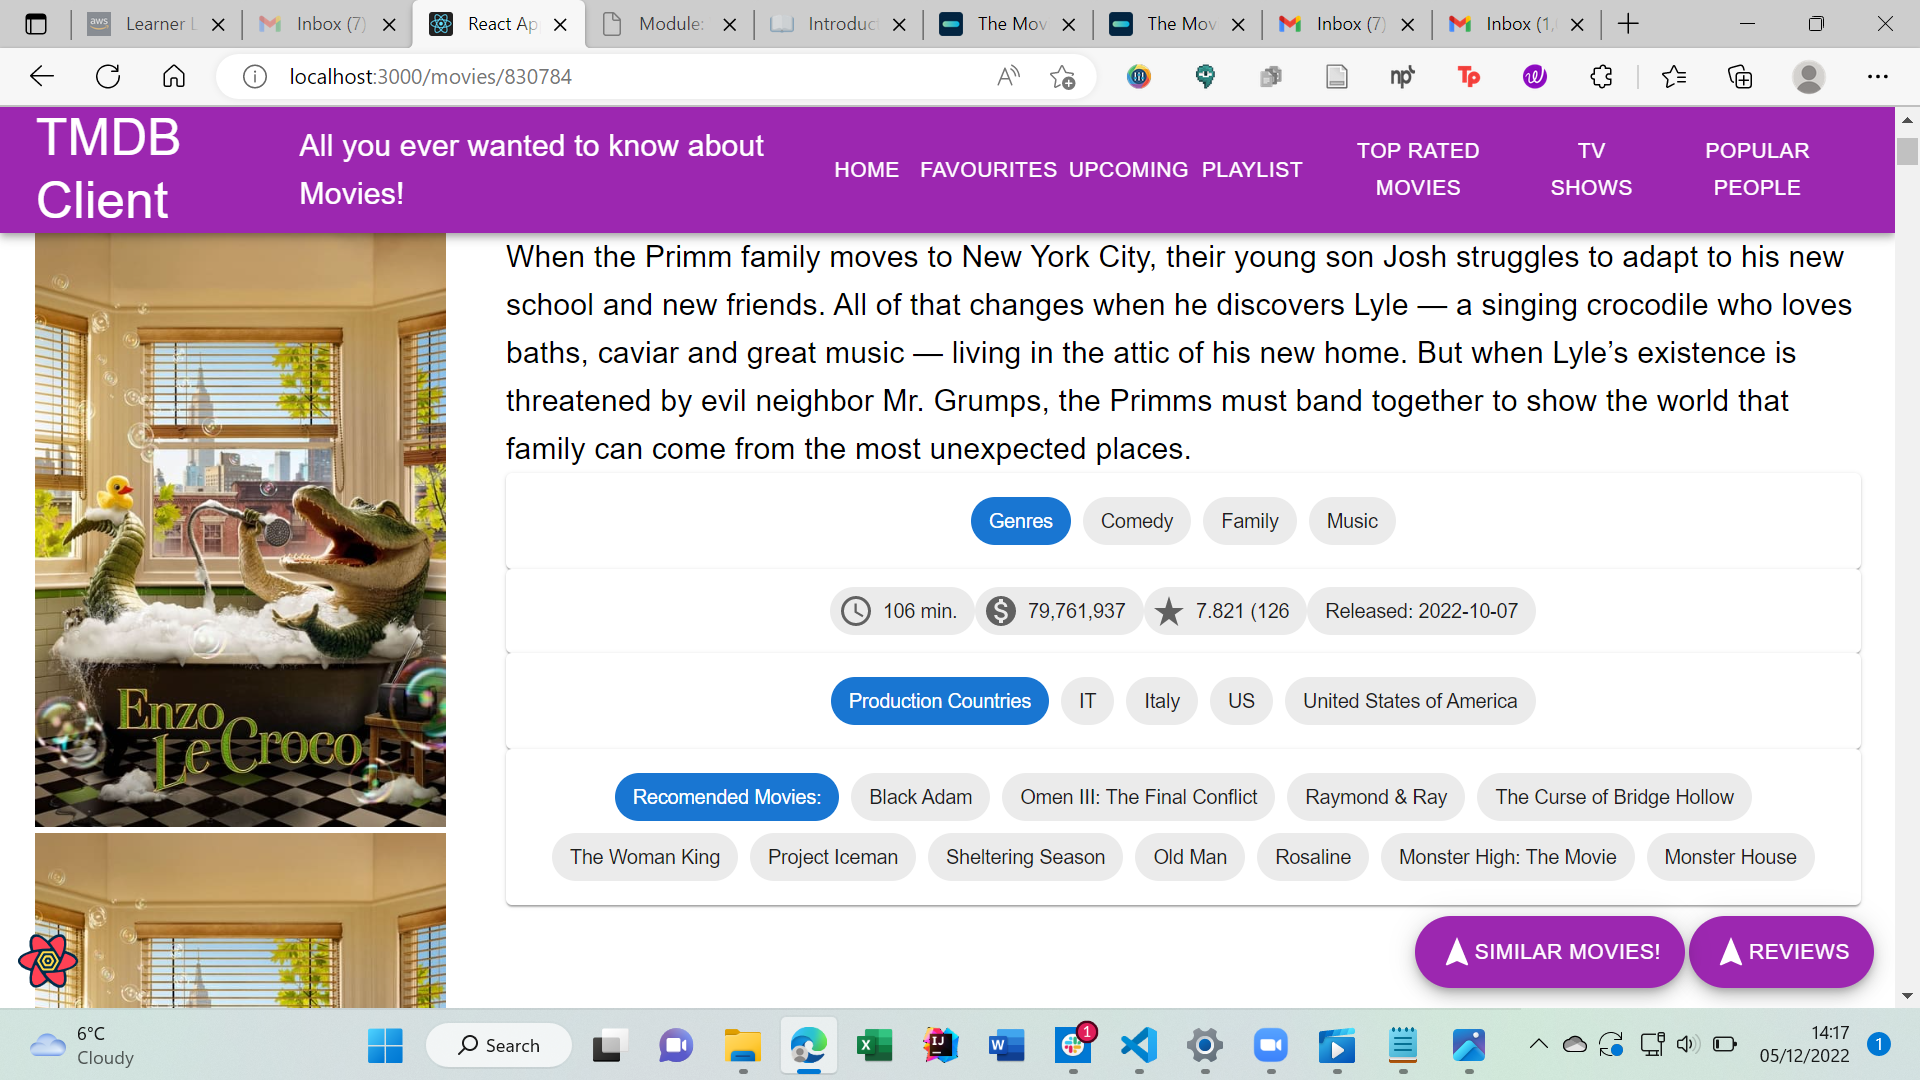 aws
Learner L
Inbox (7)
React Ap
Module:
Introduc
The Mov
The Mov
Inbox (7)
Inbox (1,
localhost:3000/movies/830784
TMDB
Client
All you ever wanted to know about
Movies!
HOME FAVOURITES UPCOMING PLAYLIST
TOP RATED
MOVIES
TV
SHOWS
POPULAR
PEOPLE
When the Primm family moves to New York City, their young son Josh struggles to adapt to his new
school and new friends. All of that changes when he discovers Lyle — a singing crocodile who loves
baths, caviar and great music — living in the attic of his new home. But when Lyle’s existence is
threatened by evil neighbor Mr. Grumps, the Primms must band together to show the world that
family can come from the most unexpected places.
Enzo
Le Croco
Genres Comedy Family Music
106 min. 79,761,937 7.821 (126 Released: 2022-10-07
Production Countries IT Italy US United States of America
Recomended Movies: Black Adam Omen III: The Final Conflict Raymond & Ray The Curse of Bridge Hollow
The Woman King Project Iceman Sheltering Season Old Man Rosaline Monster High: The Movie Monster House
SIMILAR MOVIES! REVIEWS
6°C
Cloudy
Search
1
14:17
05/12/2022
1